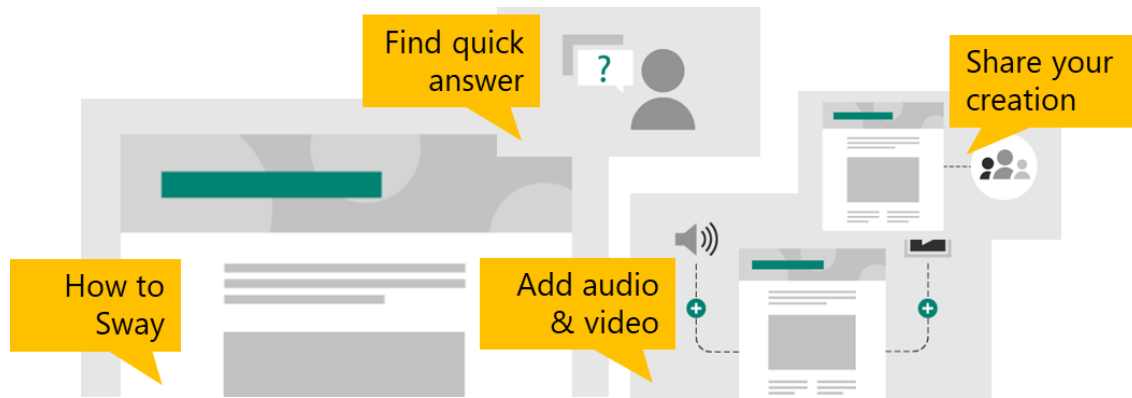 Find quick
answer
?
Share your
creation
How to
Sway
Add audio
& video